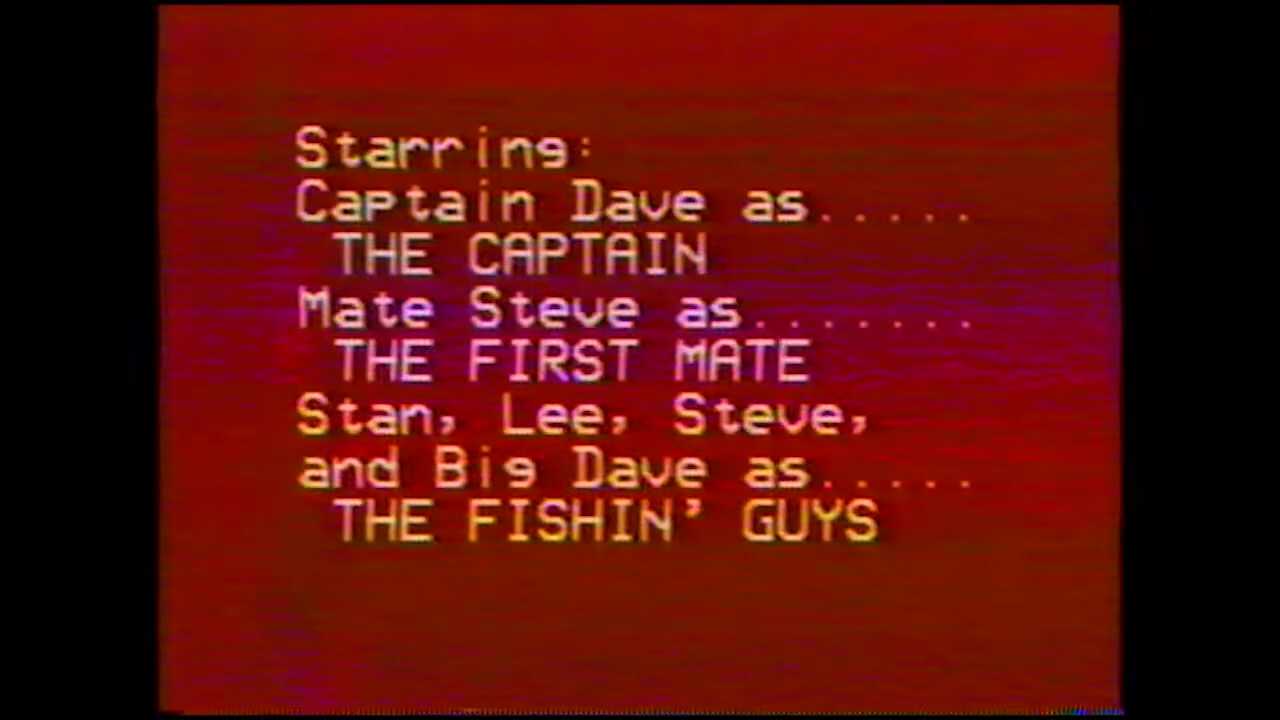 Starring:
Captain Dave as.....
THE CAPTAIN
Mate Steve as.......
THE FIRST MATE
Stan, Lee, Steve,
and Big Dave as.....
THE FISHIN' GUYS